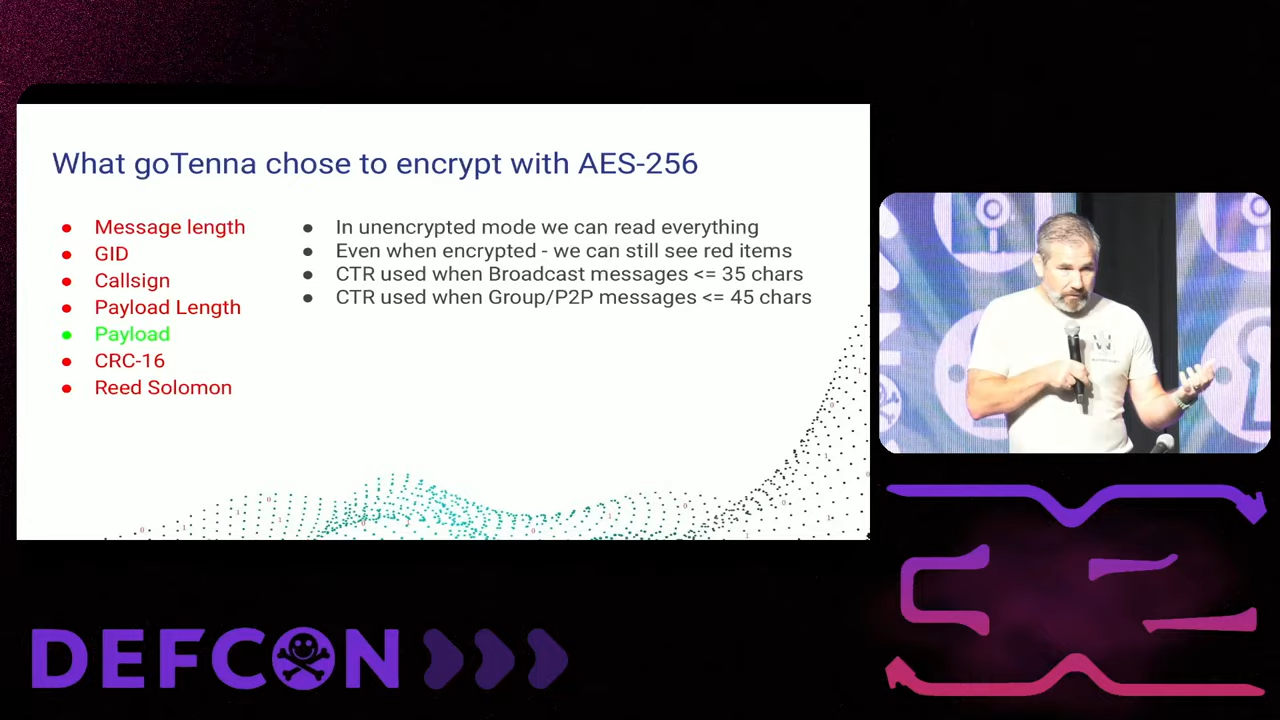 What goTenna chose to encrypt with AES-256
Message length
GID
Callsign
Payload Length
Payload
CRC-16
Reed Solomon
In unencrypted mode we can read everything
Even when encrypted - we can still see red items
CTR used when Broadcast messages <= 35 chars
CTR used when Group/P2P messages <= 45 chars
DEFCON